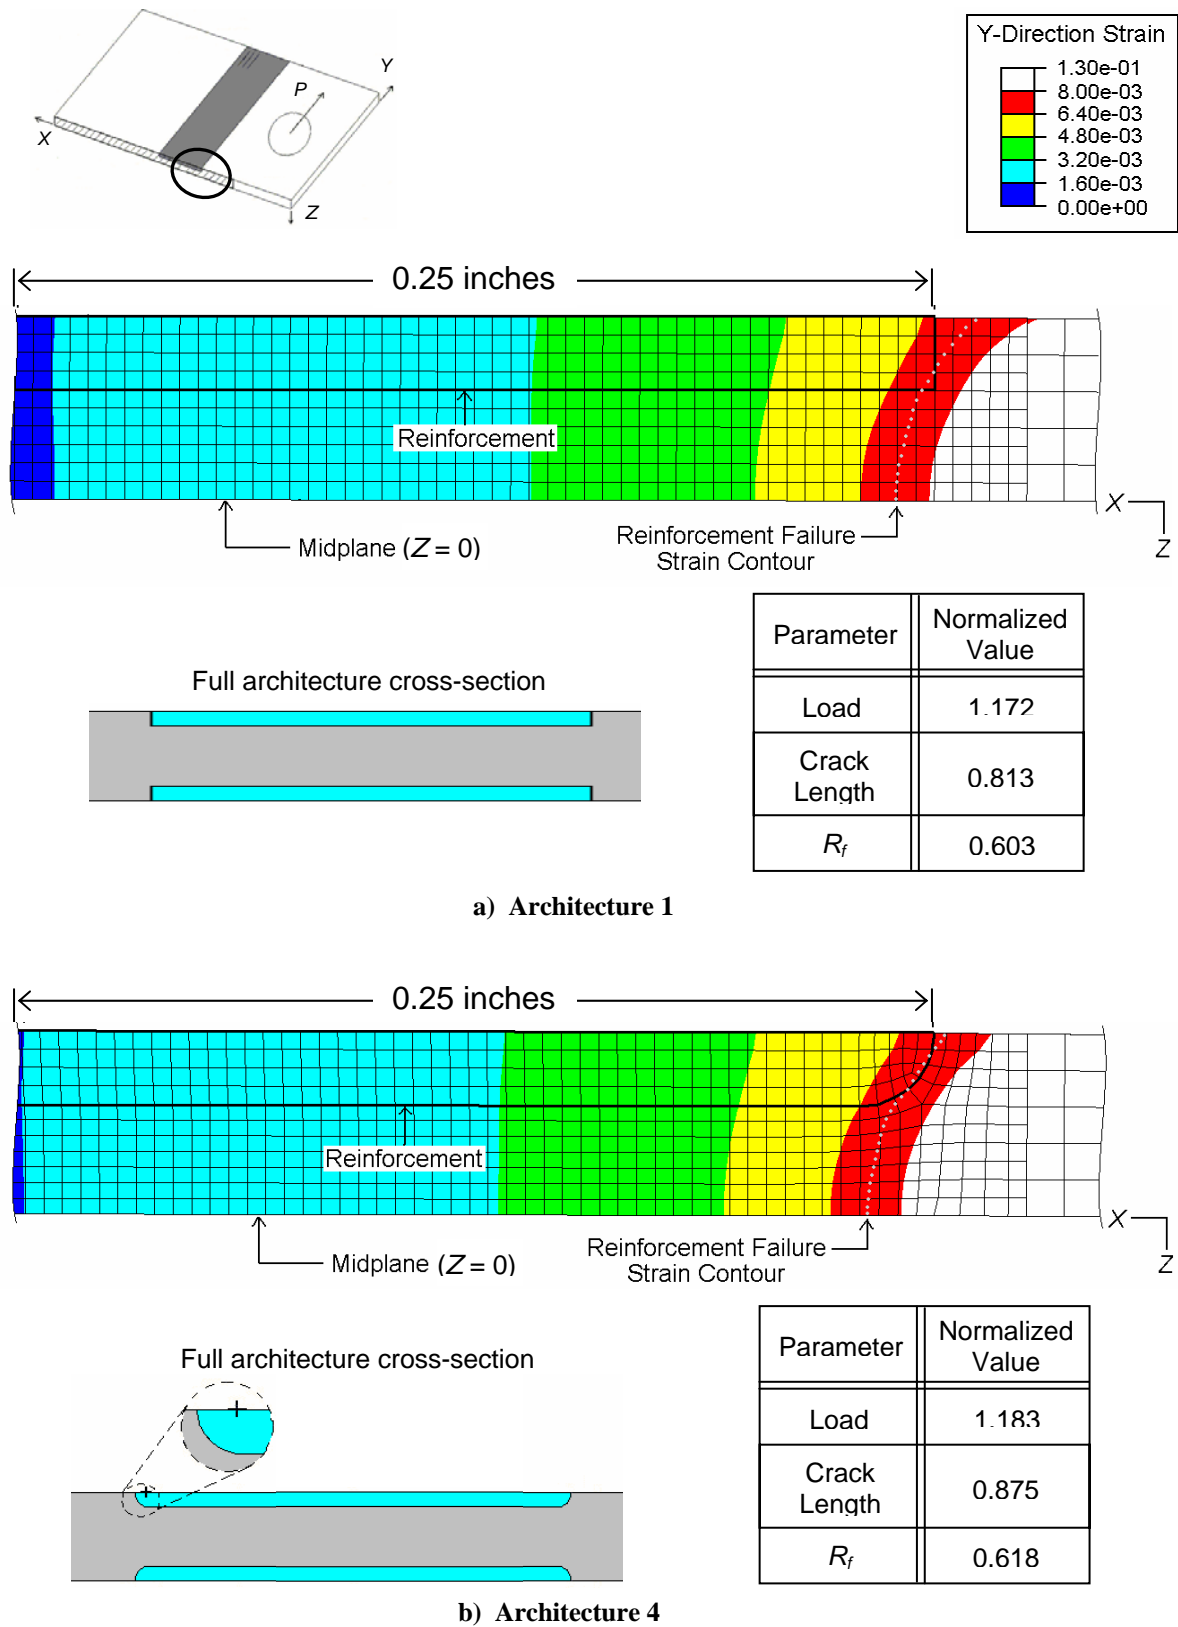 Y
P
X
Z
Y-Direction Strain
1.30e-01
8.00e-03
6.40e-03
4.80e-03
3.20e-03
1.60e-03
0.00e+00
0.25 inches
Reinforcement
X
Z
Midplane (Z = 0)
Reinforcement Failure
Strain Contour
Full architecture cross-section
Parameter
Normalized
Value
Load
1.172
Crack
Length
0.813
Rf
0.603
a) Architecture 1
0.25 inches
Reinforcement
X
Z
Midplane (Z = 0)
Reinforcement Failure
Strain Contour
Full architecture cross-section
Parameter
Normalized
Value
Load
1.183
Crack
Length
0.875
Rf
0.618
b) Architecture 4